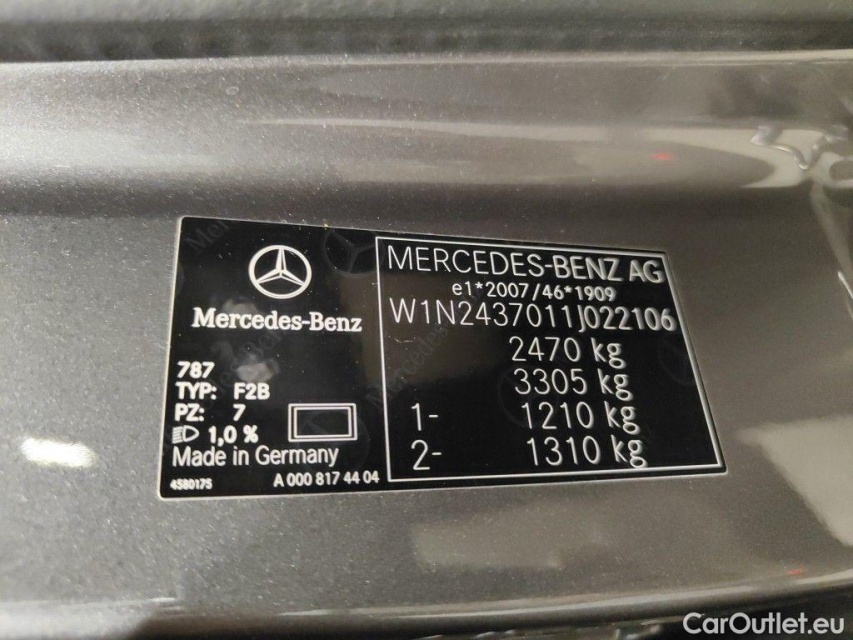 Mercedes-Benz
787
TYP: F2B
PZ: 7
1,0 %
Made in Germany
4580175
A 000 817 44 04
MERCEDES-BENZ AG
e1*2007/46*1909
W1N2437011J022106
2470 kg
3305 kg
1- 1210 kg
2- 1310 kg
CarOutlet.eu